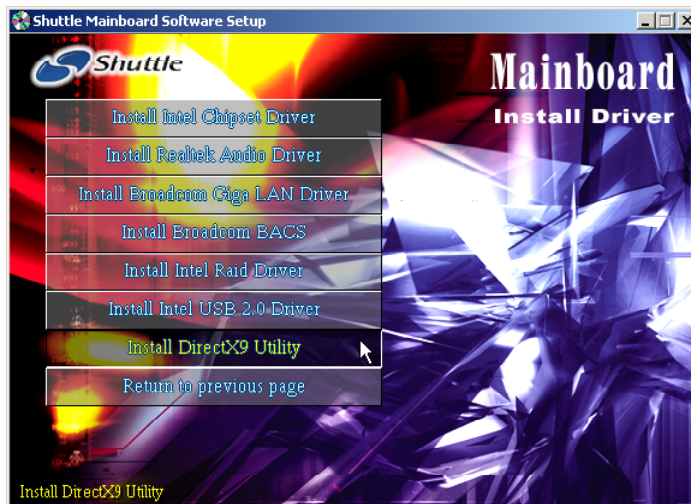 Shuttle Mainboard Software Setup
Shuttle
Mainboard
Install Driver
Install Intel Chipset Driver
Install Realtek Audio Driver
Install Broadcom Giga LAN Driver
Install Broadcom BACS
Install Intel Raid Driver
Install Intel USB 2.0 Driver
Install DirectX9 Utility
Return to previous page
Install DirectX9 Utility